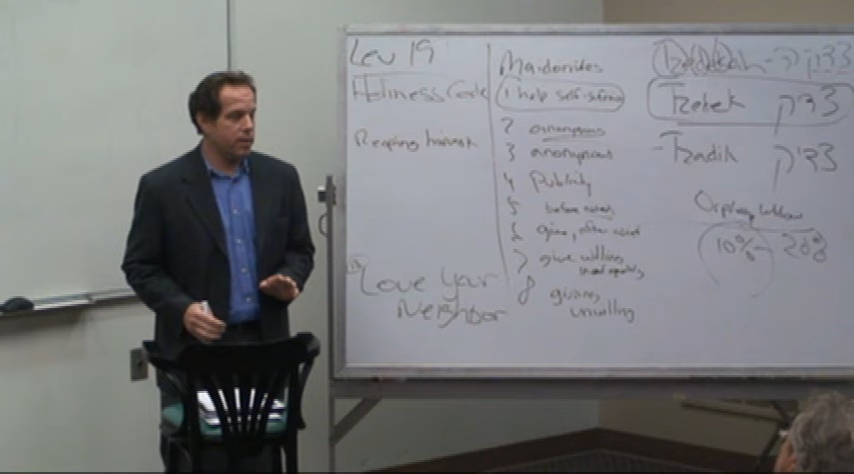 Lev 19
Holiness Code
Reaping harvest
Love Your
Neighbor
Maimonides
1 help self-
2 anonymous
3 anonymous
4 Publicly
5 before asked
6 give, after asked
7 give willing
8 giving
unwilling
Tzedakah - צדקה
Tzedek צדק
Tzadik צדיק
Orphan, widow
10% - 20%